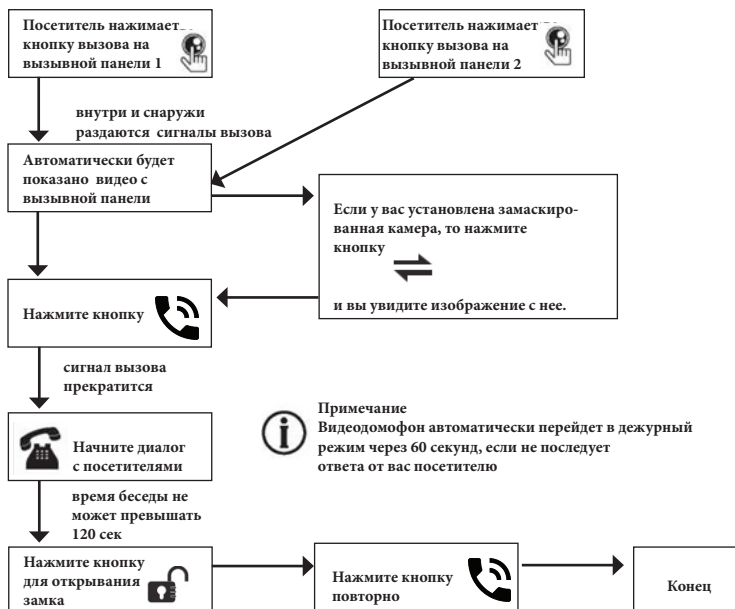 Посетитель нажимает
кнопку вызова на
вызывной панели 1
Посетитель нажимает
кнопку вызова на
вызывной панели 2
внутри и снаружи
раздаются сигналы вызова
Автоматически будет
показано видео с
вызывной панели
Если у вас установлена замаскиро-
ванная камера, то нажмите
кнопку
и вы увидите изображение с нее.
Нажмите кнопку
сигнал вызова
прекратится
Примечание
Видеодомофон автоматически перейдет в дежурный
режим через 60 секунд, если не последует
ответа от вас посетителю
Начните диалог
с посетителями
время беседы не
может превышать
120 сек
Нажмите кнопку
для открывания
замка
Нажмите кнопку
повторно
Конец